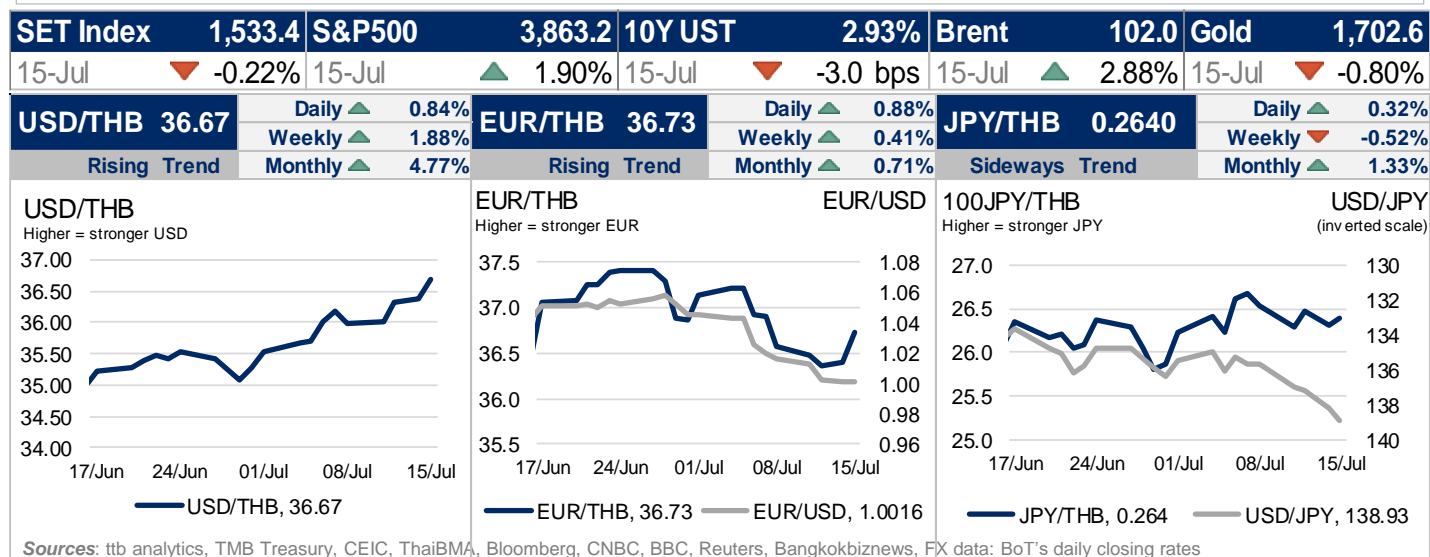 SET Index 1,533.4 S&P500 3,863.2 10Y UST 2.93% Brent 102.0 Gold 1,702.6
15-Jul -0.22% 15-Jul 1.90% 15-Jul -3.0 bps 15-Jul 2.88% 15-Jul -0.80%
USD/THB 36.67
Rising Trend
Daily 0.84%
Weekly 1.88%
Monthly 4.77%
EUR/THB 36.73
Rising Trend
Daily 0.88%
Weekly 0.41%
Monthly 0.71%
JPY/THB 0.2640
Sideways Trend
Daily 0.32%
Weekly -0.52%
Monthly 1.33%
USD/THB
Higher = stronger USD
37.00
36.50
36.00
35.50
35.00
34.50
34.00
17/Jun 24/Jun 01/Jul 08/Jul 15/Jul
USD/THB, 36.67
EUR/THB EUR/USD
Higher = stronger EUR
37.5 1.08
37.0 1.06
1.04
36.5 1.02
36.0 1.00
0.98
35.5 0.96
17/Jun 24/Jun 01/Jul 08/Jul 15/Jul
EUR/THB, 36.73 EUR/USD, 1.0016
100JPY/THB USD/JPY
Higher = stronger JPY (inverted scale)
27.0 130
26.5 132
134
26.0 136
25.5 138
25.0 140
17/Jun 24/Jun 01/Jul 08/Jul 15/Jul
JPY/THB, 0.264 USD/JPY, 138.93
Sources: ttb analytics, TMB Treasury, CEIC, ThaiBMA, Bloomberg, CNBC, BBC, Reuters, Bangkokbiznews, FX data: BoT's daily closing rates